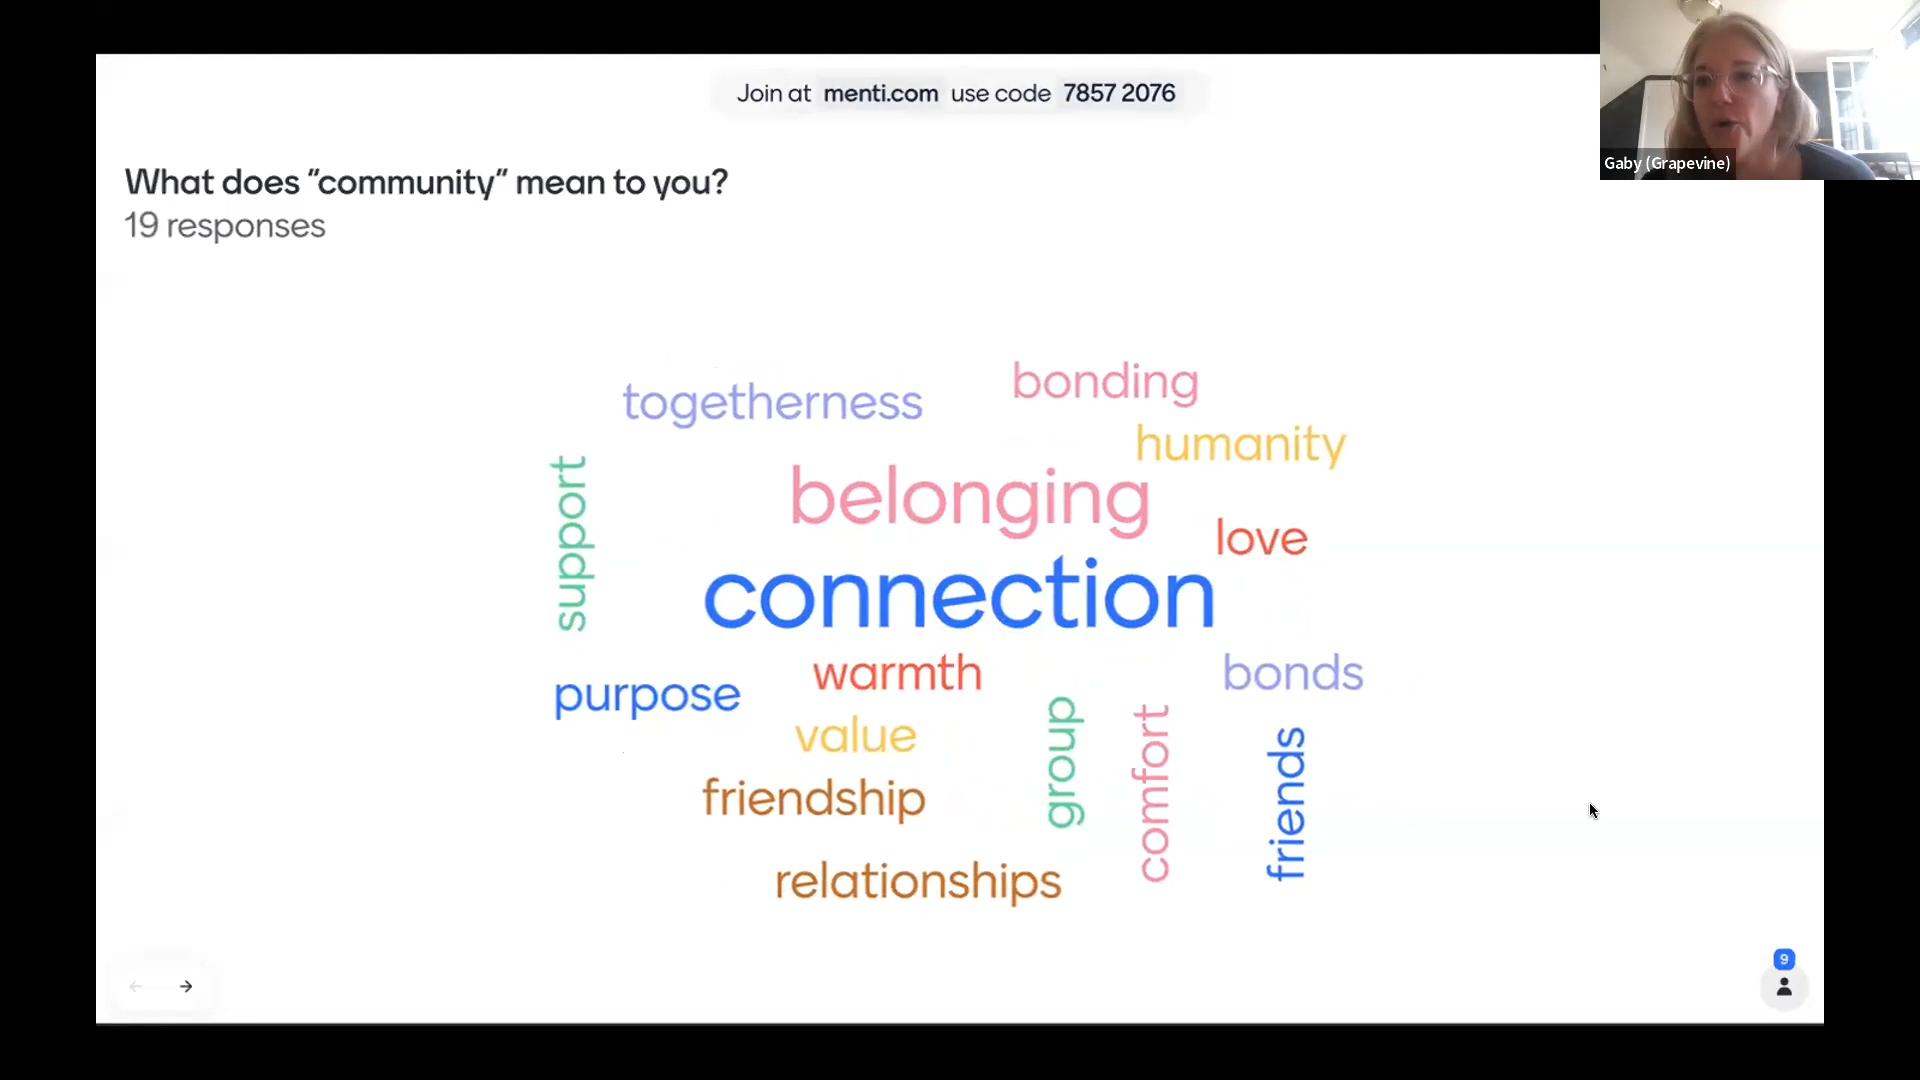 Join at menti.com use code 7857 2076
Gaby (Grapevine)
What does "community" mean to you?
19 responses
bonding
togetherness
humanity
support
belonging
love
connection
warmth
bonds
purpose
value
group
comfort
friends
friendship
relationships
9